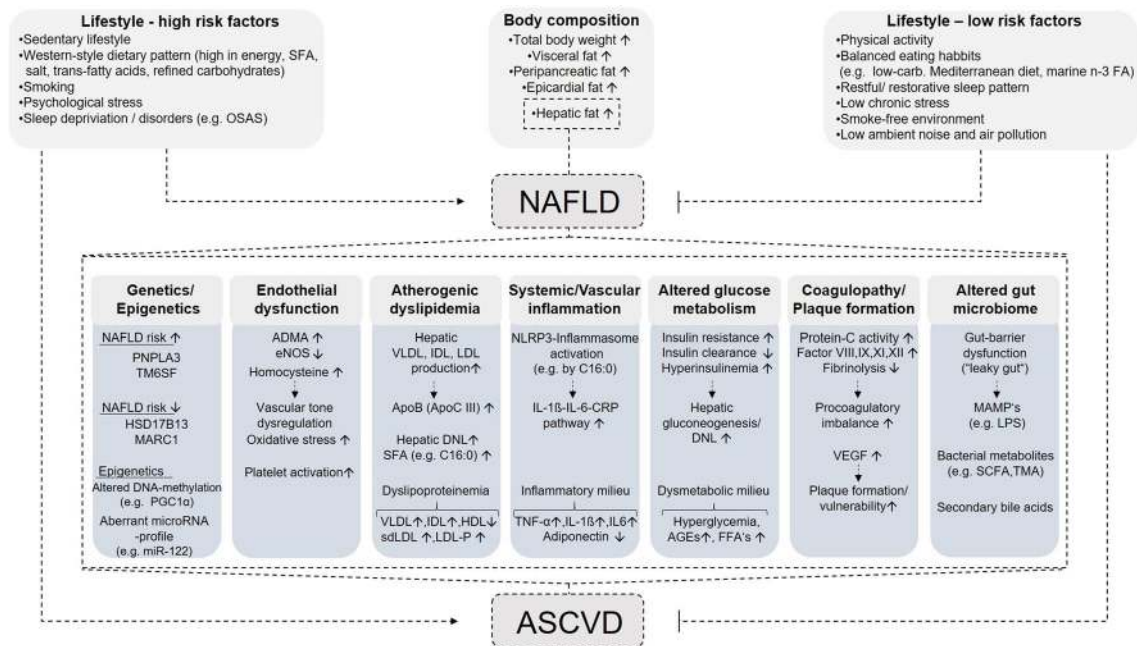 Lifestyle - high risk factors
•Sedentary lifestyle
•Western-style dietary pattern (high in energy, SFA,
salt, trans-fatty acids, refined carbohydrates)
•Smoking
•Psychological stress
•Sleep depriviation / disorders (e.g. OSAS)
Body composition
•Total body weight ↑
•Visceral fat ↑
•Peripancreatic fat ↑
•Epicardial fat ↑
•Hepatic fat ↑
Lifestyle – low risk factors
•Physical activity
•Balanced eating habbits
(e.g. low-carb. Mediterranean diet, marine n-3 FA)
•Restful/ restorative sleep pattern
•Low chronic stress
•Smoke-free environment
•Low ambient noise and air pollution
NAFLD
Genetics/
Epigenetics
NAFLD risk ↑
PNPLA3
TM6SF
NAFLD risk ↓
HSD17B13
MARC1
Epigenetics
Altered DNA-methylation
(e.g. PGC1α)
Aberrant microRNA
-profile
(e.g. miR-122)
Endothelial
dysfunction
ADMA ↑
eNOS ↓
Homocysteine ↑
Vascular tone
dysregulation
Oxidative stress ↑
Platelet activation↑
Atherogenic
dyslipidemia
Hepatic
VLDL, IDL, LDL
production↑
ApoB (ApoC III) ↑
Hepatic DNL↑
SFA (e.g. C16:0) ↑
Dyslipoproteinemia
VLDL↑,IDL↑,HDL↓
sdLDL ↑,LDL-P ↑
Systemic/Vascular
inflammation
NLRP3-Inflammasome
activation
(e.g. by C16:0)
IL-1ß-IL-6-CRP
pathway ↑
Inflammatory milieu
TNF-α↑,IL-1ß↑,IL6↑
Adiponectin ↓
Altered glucose
metabolism
Insulin resistance ↑
Insulin clearance ↓
Hyperinsulinemia ↑
Hepatic
gluconeogenesis/
DNL ↑
Dysmetabolic milieu
Hyperglycemia,
AGEs↑, FFA's ↑
Coagulopathy/
Plaque formation
Protein-C activity ↑
Factor VIII,IX,XI,XII ↑
Fibrinolysis ↓
Procoagulatory
imbalance ↑
VEGF ↑
Plaque formation/
vulnerability↑
Altered gut
microbiome
Gut-barrier
dysfunction
("leaky gut")
MAMP's
(e.g. LPS)
Bacterial metabolites
(e.g. SCFA,TMA)
Secondary bile acids
ASCVD